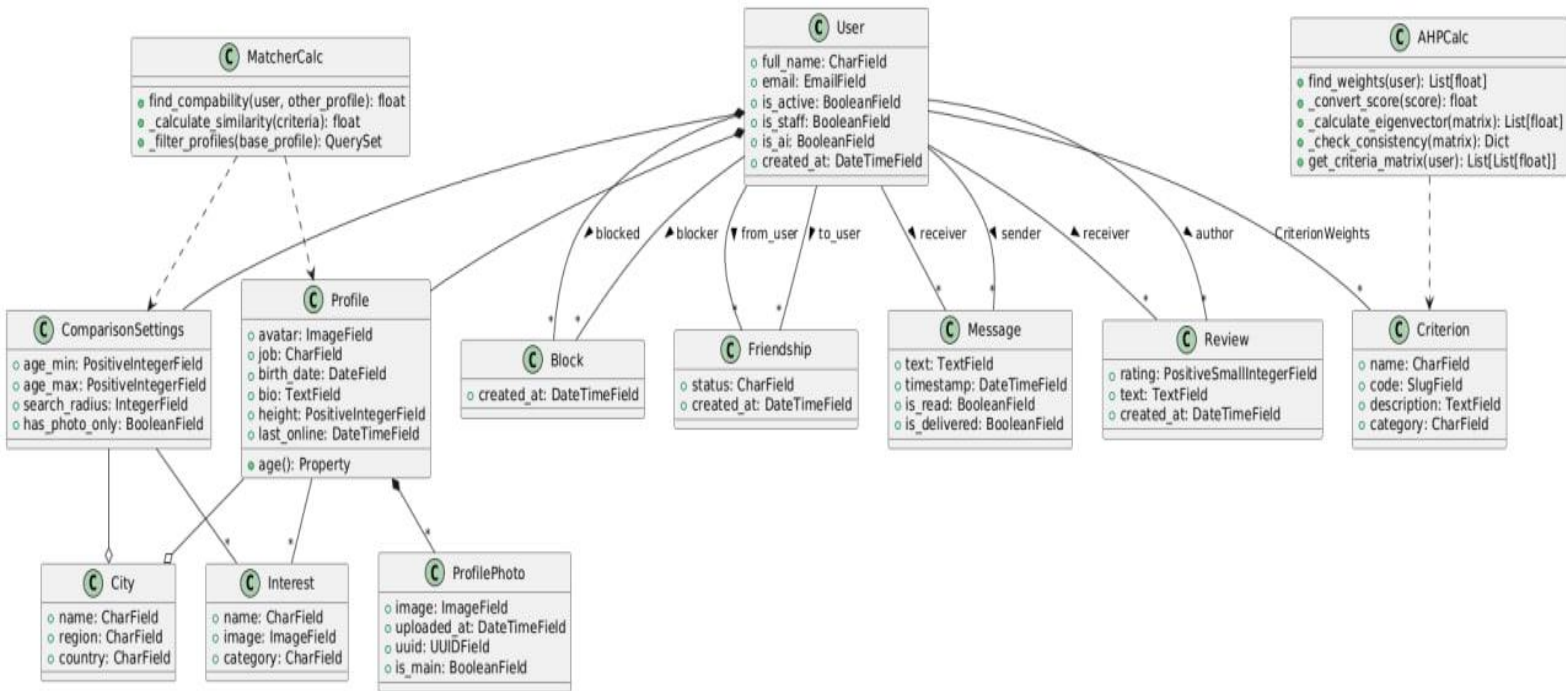 C MatcherCalc
find_compability(user, other_profile): float
_calculate_similarity(criteria): float
_filter_profiles(base_profile): QuerySet
C User
full_name: CharField
email: EmailField
is_active: BooleanField
is_staff: BooleanField
is_ai: BooleanField
created_at: DateTimeField
C AHPCalc
find_weights(user): List[float]
_convert_score(score): float
_calculate_eigenvector(matrix): List[float]
_check_consistency(matrix): Dict
get_criteria_matrix(user): List[List[float]]
blocked
blocker
from_user
to_user
receiver
sender
receiver
author
CriterionWeights
*
*
*
*
*
*
*
*
*
C ComparisonSettings
age_min: PositiveIntegerField
age_max: PositiveIntegerField
search_radius: IntegerField
has_photo_only: BooleanField
C Profile
avatar: ImageField
job: CharField
birth_date: DateField
bio: TextField
height: PositiveIntegerField
last_online: DateTimeField
age(): Property
C Block
created_at: DateTimeField
C Friendship
status: CharField
created_at: DateTimeField
C Message
text: TextField
timestamp: DateTimeField
is_read: BooleanField
is_delivered: BooleanField
C Review
rating: PositiveSmallIntegerField
text: TextField
created_at: DateTimeField
C Criterion
name: CharField
code: SlugField
description: TextField
category: CharField
*
*
*
C City
name: CharField
region: CharField
country: CharField
C Interest
name: CharField
image: ImageField
category: CharField
C ProfilePhoto
image: ImageField
uploaded_at: DateTimeField
uuid: UUIDField
is_main: BooleanField